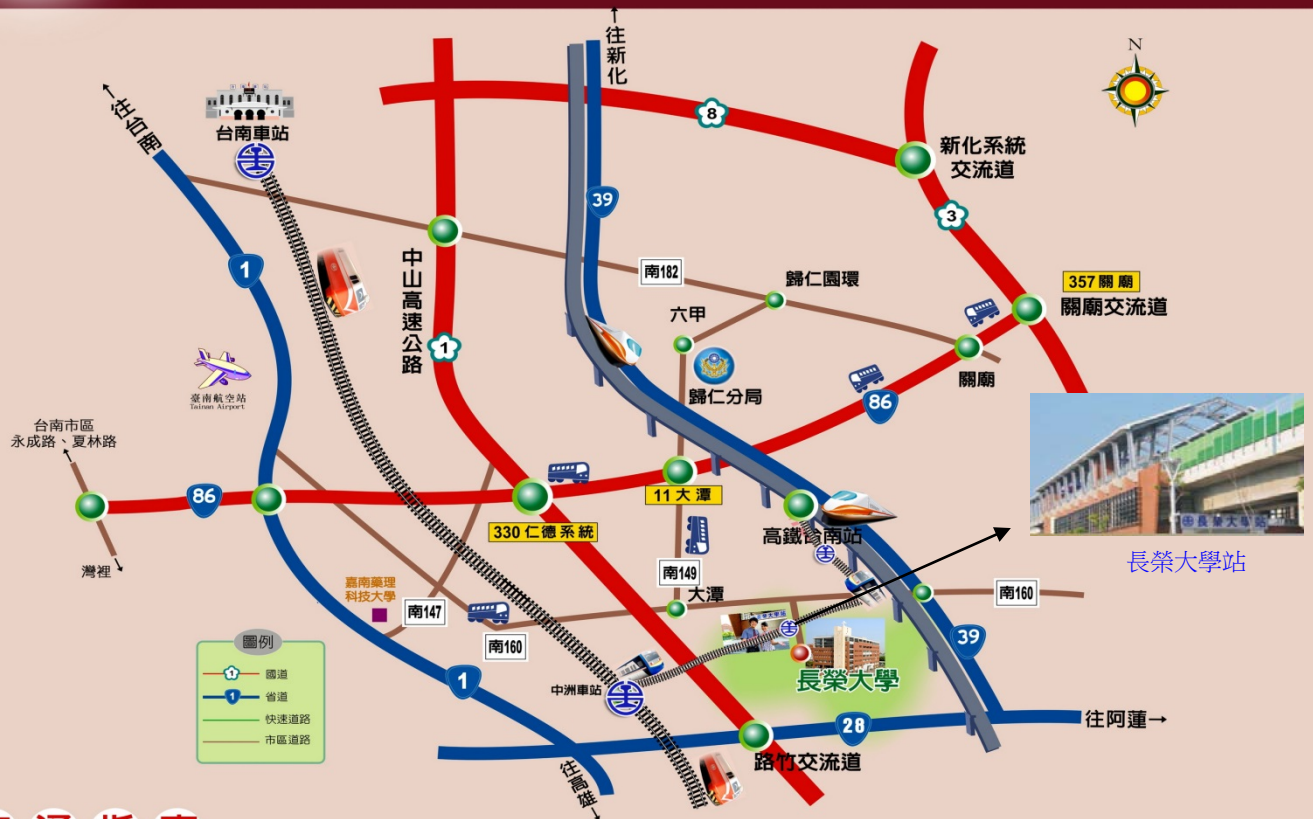 ↑往新化
N
←往台南
台南車站
8
新化系統
交流道
39
3
1
中山高速公路
南182
歸仁園環
357 關廟
關廟交流道
六甲
1
歸仁分局
關廟
臺南航空站
Tainan Airport
86
台南市區
永成路、夏林路
86
11 大潭
330 仁德系統
高鐵台南站
長榮大學站
長榮大學站
灣裡
嘉南藥理
科技大學
南149
大潭
南160
南147
南160
39
圖例
1 國道
1 省道
快速道路
市區道路
1
中洲車站
長榮大學
28
往阿蓮→
路竹交流道
往高雄→